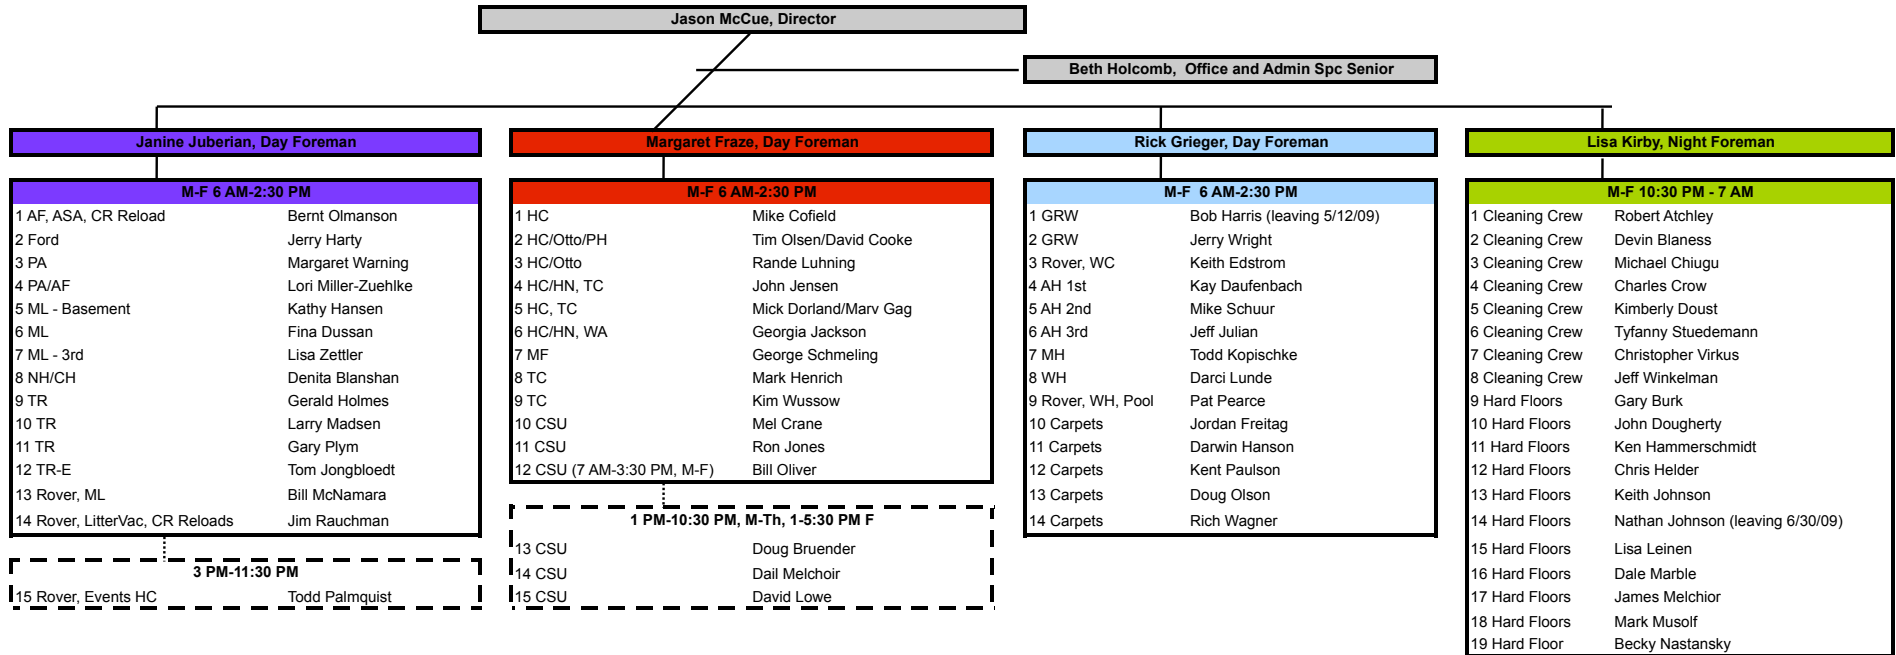 Jason McCue, Director
Beth Holcomb,  Office and Admin Spc Senior
Janine Juberian, Day Foreman
M-F 6 AM-2:30 PM
1 AF, ASA, CR Reload Bernt Olmanson
2 Ford Jerry Harty
3 PA Margaret Warning
4 PA/AF Lori Miller-Zuehlke
5 ML - Basement Kathy Hansen
6 ML Fina Dussan
7 ML - 3rd Lisa Zettler
8 NH/CH Denita Blanshan
9 TR Gerald Holmes
10 TR Larry Madsen
11 TR Gary Plym
12 TR-E Tom Jongbloedt
13 Rover, ML Bill McNamara
14 Rover, LitterVac, CR Reloads Jim Rauchman
3 PM-11:30 PM
15 Rover, Events HC Todd Palmquist
Margaret Fraze, Day Foreman
M-F 6 AM-2:30 PM
1 HC Mike Cofield
2 HC/Otto/PH Tim Olsen/David Cooke
3 HC/Otto Rande Luhning
4 HC/HN, TC John Jensen
5 HC, TC Mick Dorland/Marv Gag
6 HC/HN, WA Georgia Jackson
7 MF George Schmeling
8 TC Mark Henrich
9 TC Kim Wussow
10 CSU Mel Crane
11 CSU Ron Jones
12 CSU (7 AM-3:30 PM, M-F) Bill Oliver
1 PM-10:30 PM, M-Th, 1-5:30 PM F
13 CSU Doug Bruender
14 CSU Dail Melchoir
15 CSU David Lowe
Rick Grieger, Day Foreman
M-F  6 AM-2:30 PM
1 GRW Bob Harris (leaving 5/12/09)
2 GRW Jerry Wright
3 Rover, WC Keith Edstrom
4 AH 1st Kay Daufenbach
5 AH 2nd Mike Schuur
6 AH 3rd Jeff Julian
7 MH Todd Kopischke
8 WH Darci Lunde
9 Rover, WH, Pool Pat Pearce
10 Carpets Jordan Freitag
11 Carpets Darwin Hanson
12 Carpets Kent Paulson
13 Carpets Doug Olson
14 Carpets Rich Wagner
Lisa Kirby, Night Foreman
M-F 10:30 PM - 7 AM
1 Cleaning Crew Robert Atchley
2 Cleaning Crew Devin Blaness
3 Cleaning Crew Michael Chiugu
4 Cleaning Crew Charles Crow
5 Cleaning Crew Kimberly Doust
6 Cleaning Crew Tyfanny Stuedemann
7 Cleaning Crew Christopher Virkus
8 Cleaning Crew Jeff Winkelman
9 Hard Floors Gary Burk
10 Hard Floors John Dougherty
11 Hard Floors Ken Hammerschmidt
12 Hard Floors Chris Helder
13 Hard Floors Keith Johnson
14 Hard Floors Nathan Johnson (leaving 6/30/09)
15 Hard Floors Lisa Leinen
16 Hard Floors Dale Marble
17 Hard Floors James Melchior
18 Hard Floors Mark Musolf
19 Hard Floor Becky Nastansky